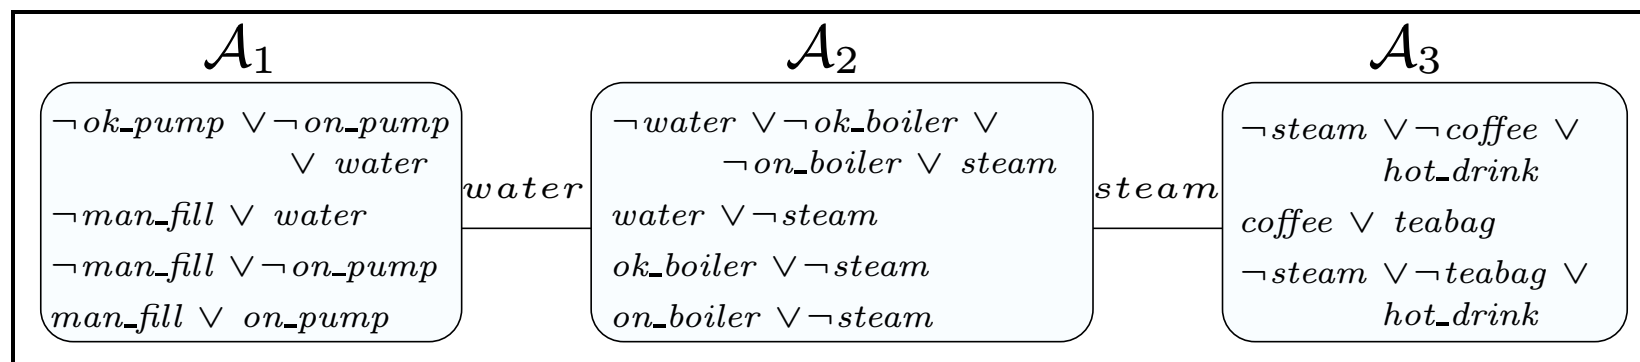 𝒜₁
¬ ok_pump ∨ ¬ on_pump
∨ water
¬ man_fill ∨ water
¬ man_fill ∨ ¬ on_pump
man_fill ∨ on_pump
water
𝒜₂
¬ water ∨ ¬ ok_boiler ∨
¬ on_boiler ∨ steam
water ∨ ¬ steam
ok_boiler ∨ ¬ steam
on_boiler ∨ ¬ steam
steam
𝒜₃
¬ steam ∨ ¬ coffee ∨
hot_drink
coffee ∨ teabag
¬ steam ∨ ¬ teabag ∨
hot_drink